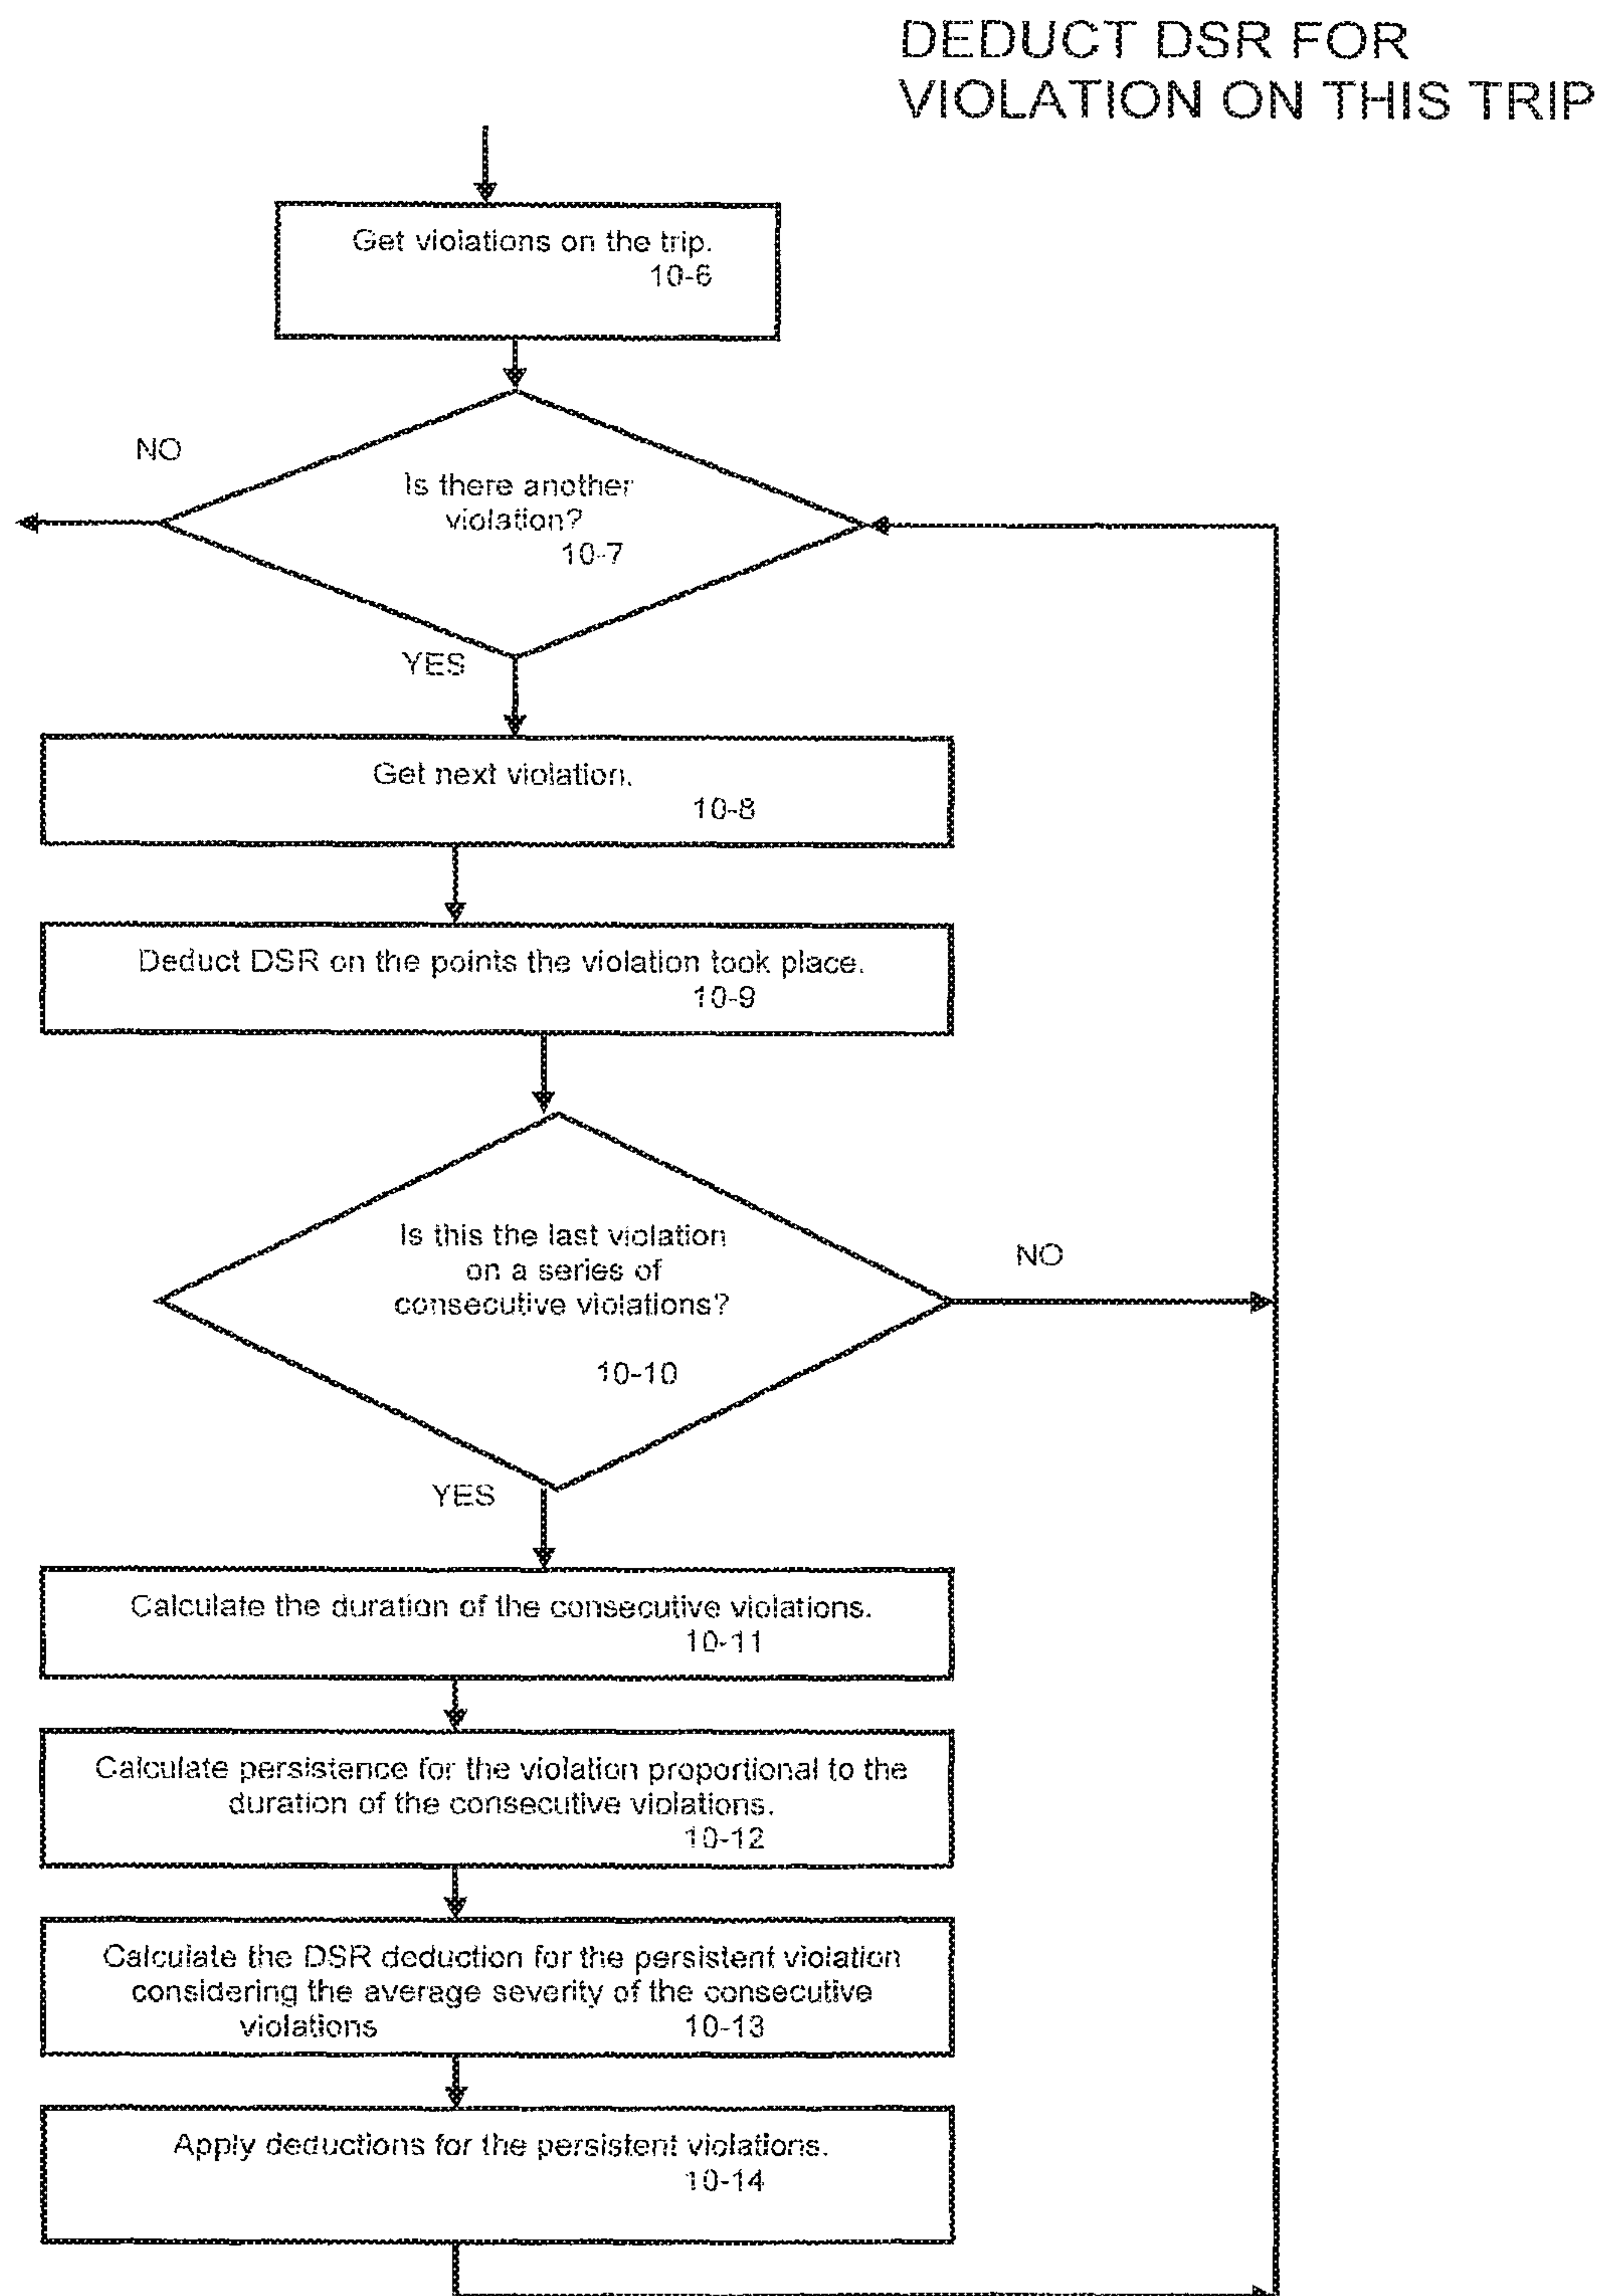 DEDUCT DSR FOR
VIOLATION ON THIS TRIP
Get violations on the trip.
10-6
NO
Is there another
violation?
10-7
YES
Get next violation.
10-8
Deduct DSR on the points the violation took place.
10-9
Is this the last violation
on a series of
consecutive violations?
NO
10-10
YES
Calculate the duration of the consecutive violations.
10-11
Calculate persistence for the violation proportional to the
duration of the consecutive violations.
10-12
Calculate the DSR deduction for the persistent violation
considering the average severity of the consecutive
violations 10-13
Apply deductions for the persistent violations.
10-14